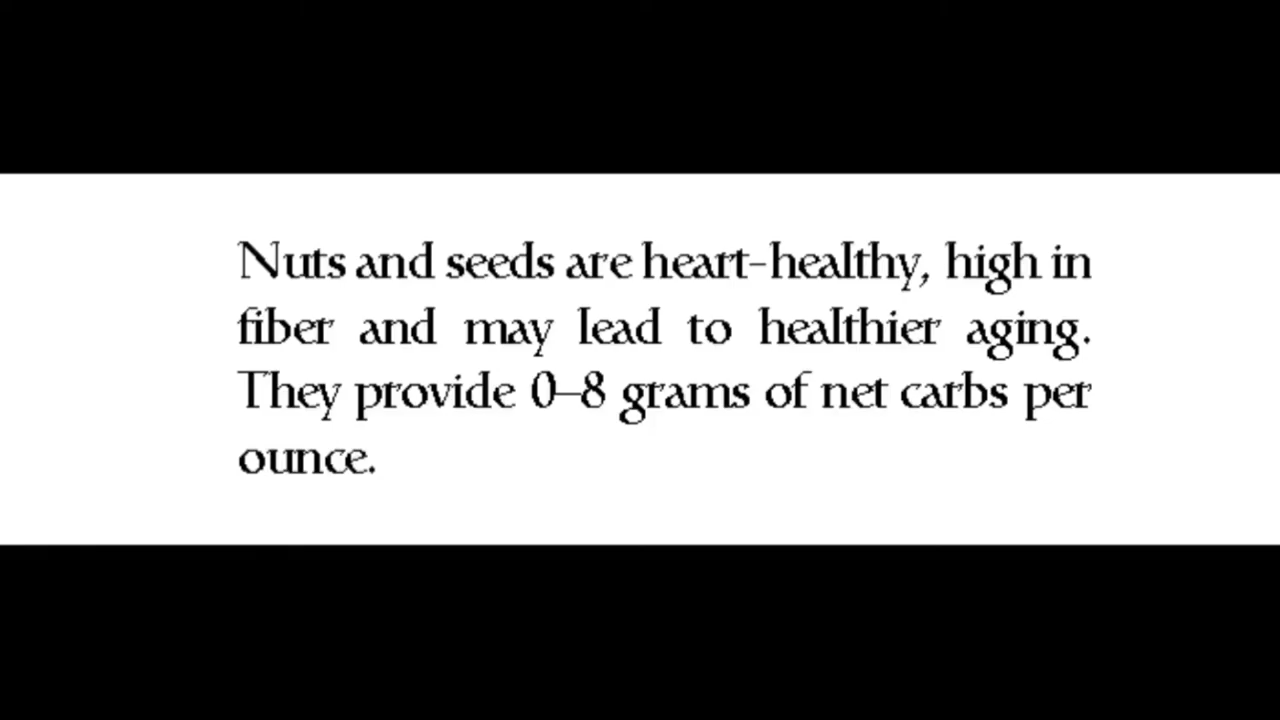 Nuts and seeds are heart-healthy, high in
fiber and may lead to healthier aging.
They provide 0–8 grams of net carbs per
ounce.